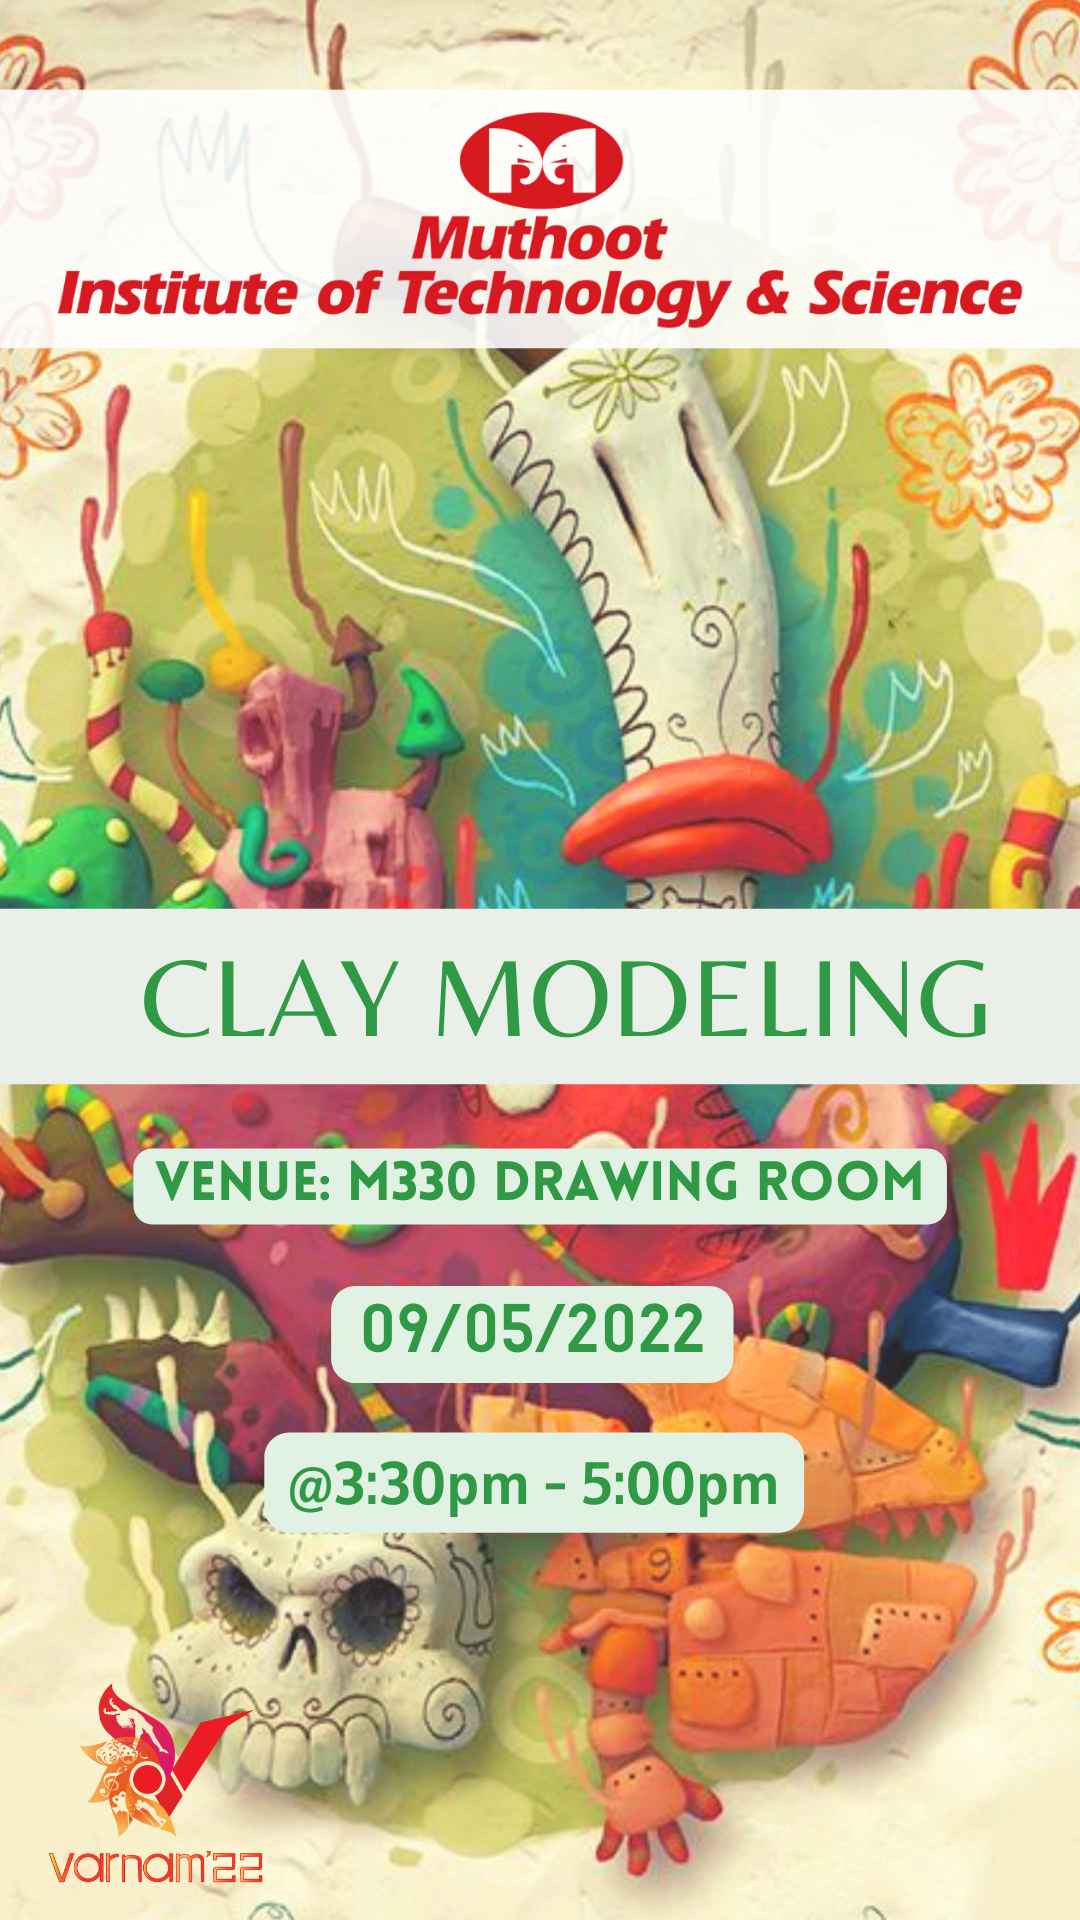 Muthoot
Institute of Technology & Science
CLAY MODELING
VENUE: M330 DRAWING ROOM
09/05/2022
@3:30pm - 5:00pm
9
varnam'22